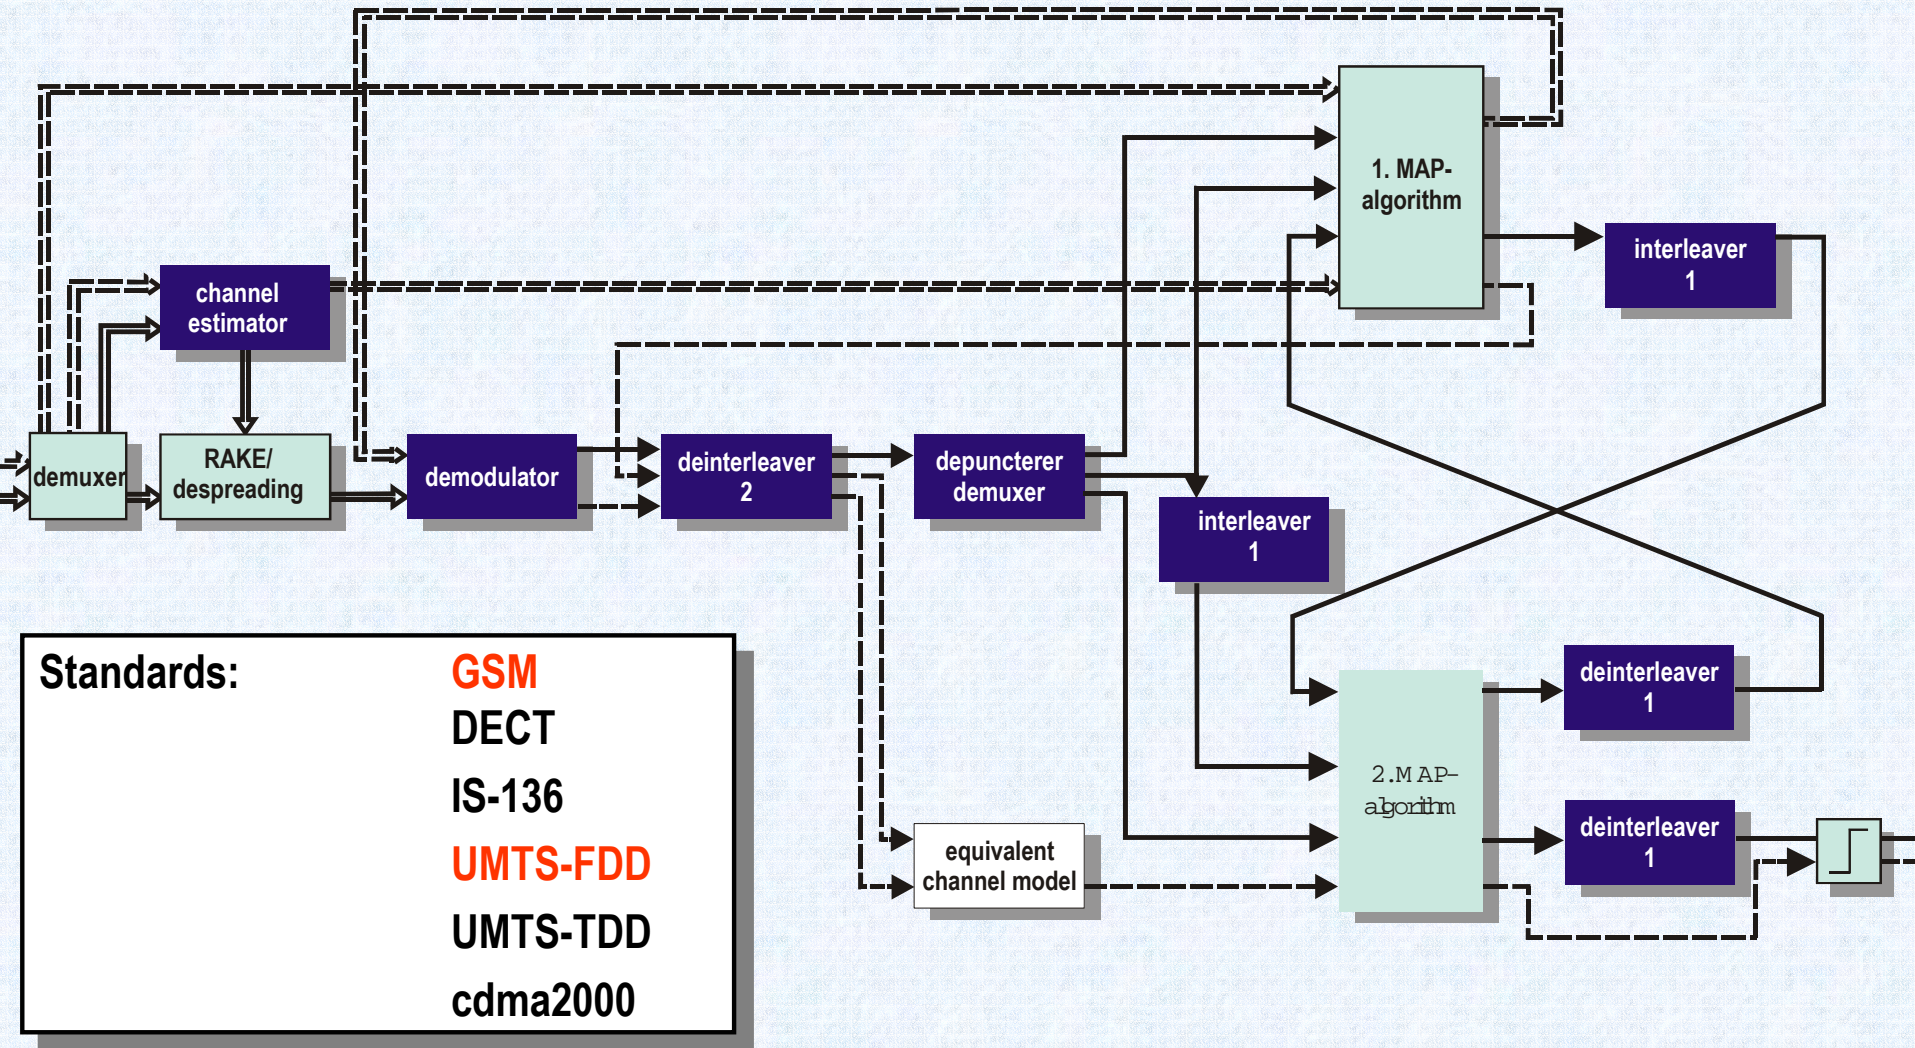 1. MAP-
algorithm
interleaver
1
channel
estimator
demuxer
RAKE/
despreading
demodulator
deinterleaver
2
depuncterer
demuxer
interleaver
1
Standards:
GSM
DECT
IS-136
UMTS-FDD
UMTS-TDD
cdma2000
deinterleaver
1
2.MAP-
algorithm
deinterleaver
1
equivalent
channel model